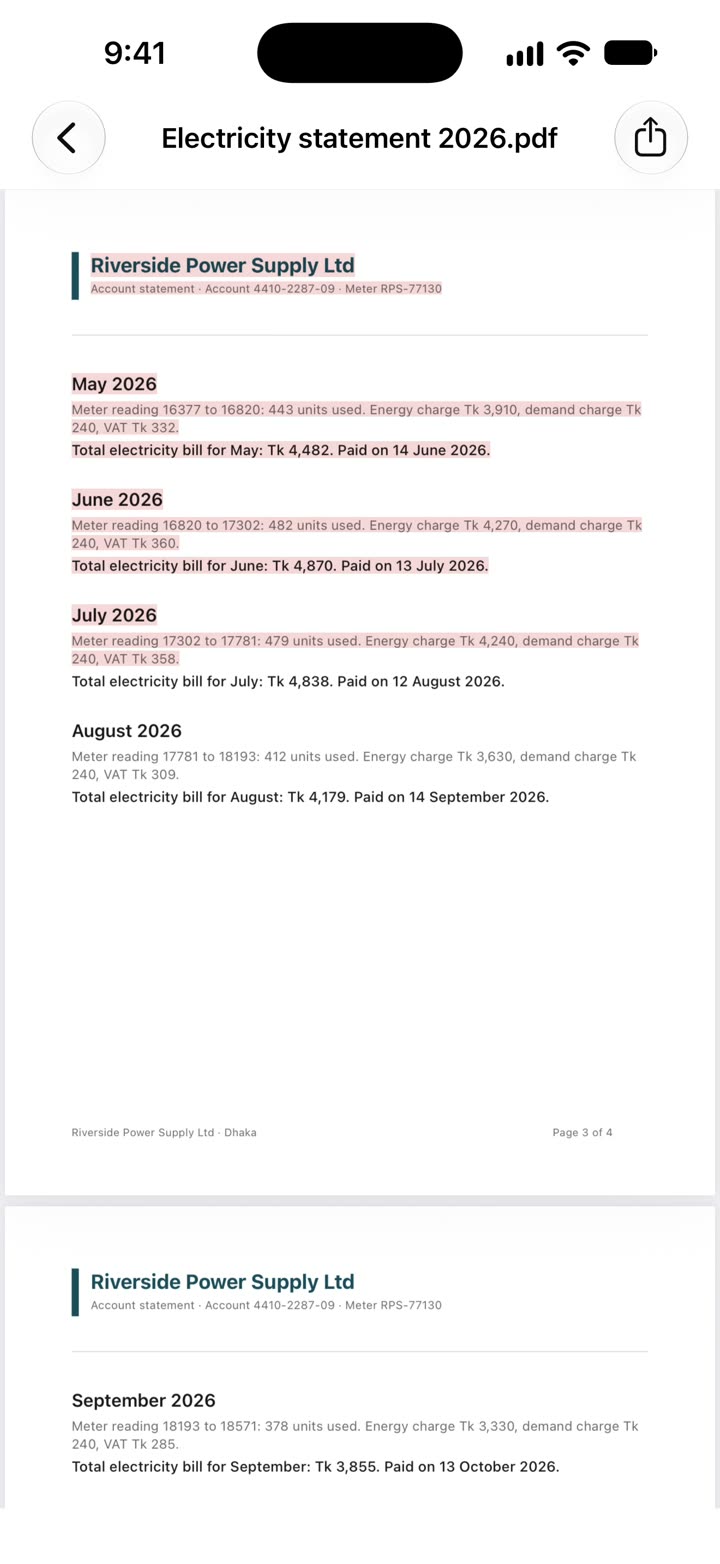 9:41
Electricity statement 2026.pdf
Riverside Power Supply Ltd
Account statement · Account 4410-2287-09 · Meter RPS-77130
May 2026
Meter reading 16377 to 16820: 443 units used. Energy charge Tk 3,910, demand charge Tk
240, VAT Tk 332.
Total electricity bill for May: Tk 4,482. Paid on 14 June 2026.
June 2026
Meter reading 16820 to 17302: 482 units used. Energy charge Tk 4,270, demand charge Tk
240, VAT Tk 360.
Total electricity bill for June: Tk 4,870. Paid on 13 July 2026.
July 2026
Meter reading 17302 to 17781: 479 units used. Energy charge Tk 4,240, demand charge Tk
240, VAT Tk 358.
Total electricity bill for July: Tk 4,838. Paid on 12 August 2026.
August 2026
Meter reading 17781 to 18193: 412 units used. Energy charge Tk 3,630, demand charge Tk
240, VAT Tk 309.
Total electricity bill for August: Tk 4,179. Paid on 14 September 2026.
Riverside Power Supply Ltd · Dhaka
Page 3 of 4
Riverside Power Supply Ltd
Account statement · Account 4410-2287-09 · Meter RPS-77130
September 2026
Meter reading 18193 to 18571: 378 units used. Energy charge Tk 3,330, demand charge Tk
240, VAT Tk 285.
Total electricity bill for September: Tk 3,855. Paid on 13 October 2026.